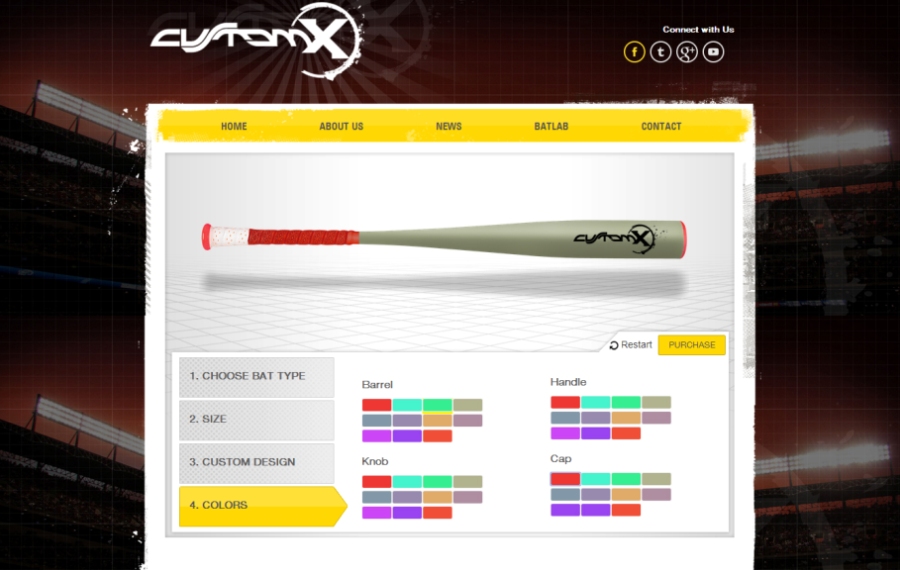 CUSTOMX
Connect with Us
f t g+ YouTube
HOME ABOUT US NEWS BATLAB CONTACT
CUSTOMX
Restart PURCHASE
1. CHOOSE BAT TYPE
2. SIZE
3. CUSTOM DESIGN
4. COLORS
Barrel
Handle
Knob
Cap